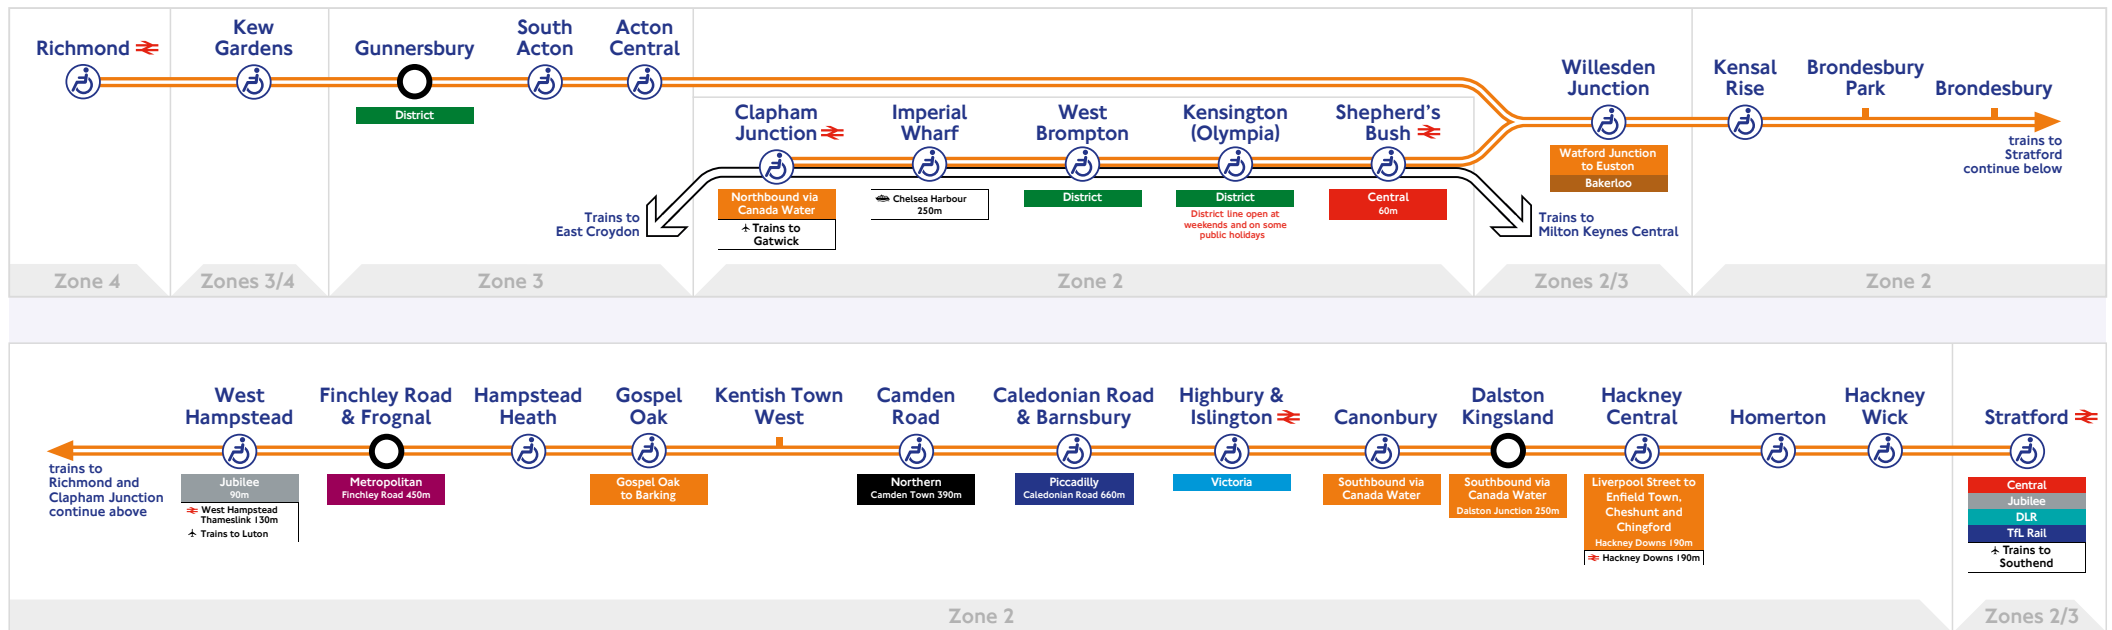 Richmond
Kew
Gardens
Gunnersbury
District
South
Acton
Acton
Central
Clapham
Junction
Northbound via
Canada Water
Trains to
Gatwick
Trains to
East Croydon
Imperial
Wharf
Chelsea Harbour
250m
West
Brompton
District
Kensington
(Olympia)
District
District line open at
weekends and on some
public holidays
Shepherd's
Bush
Central
60m
Trains to
Milton Keynes Central
Willesden
Junction
Watford Junction
to Euston
Bakerloo
Kensal
Rise
Brondesbury
Park
Brondesbury
trains to
Stratford
continue below
Zone 4
Zones 3/4
Zone 3
Zone 2
Zones 2/3
Zone 2
trains to
Richmond and
Clapham Junction
continue above
West
Hampstead
Jubilee
90m
West Hampstead
Thameslink 130m
Trains to Luton
Finchley Road
& Frognal
Metropolitan
Finchley Road 450m
Hampstead
Heath
Gospel
Oak
Gospel Oak
to Barking
Kentish Town
West
Camden
Road
Northern
Camden Town 390m
Caledonian Road
& Barnsbury
Piccadilly
Caledonian Road 660m
Highbury &
Islington
Victoria
Canonbury
Southbound via
Canada Water
Dalston
Kingsland
Southbound via
Canada Water
Dalston Junction 250m
Hackney
Central
Liverpool Street to
Enfield Town,
Cheshunt and
Chingford
Hackney Downs 190m
Hackney Downs 190m
Homerton
Hackney
Wick
Stratford
Central
Jubilee
DLR
TfL Rail
Trains to
Southend
Zone 2
Zones 2/3